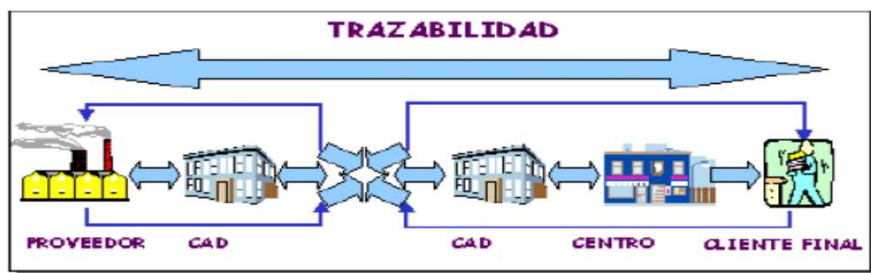 TRAZABILIDAD
PROVEEDOR CAD CAD CENTRO CLIENTE FINAL